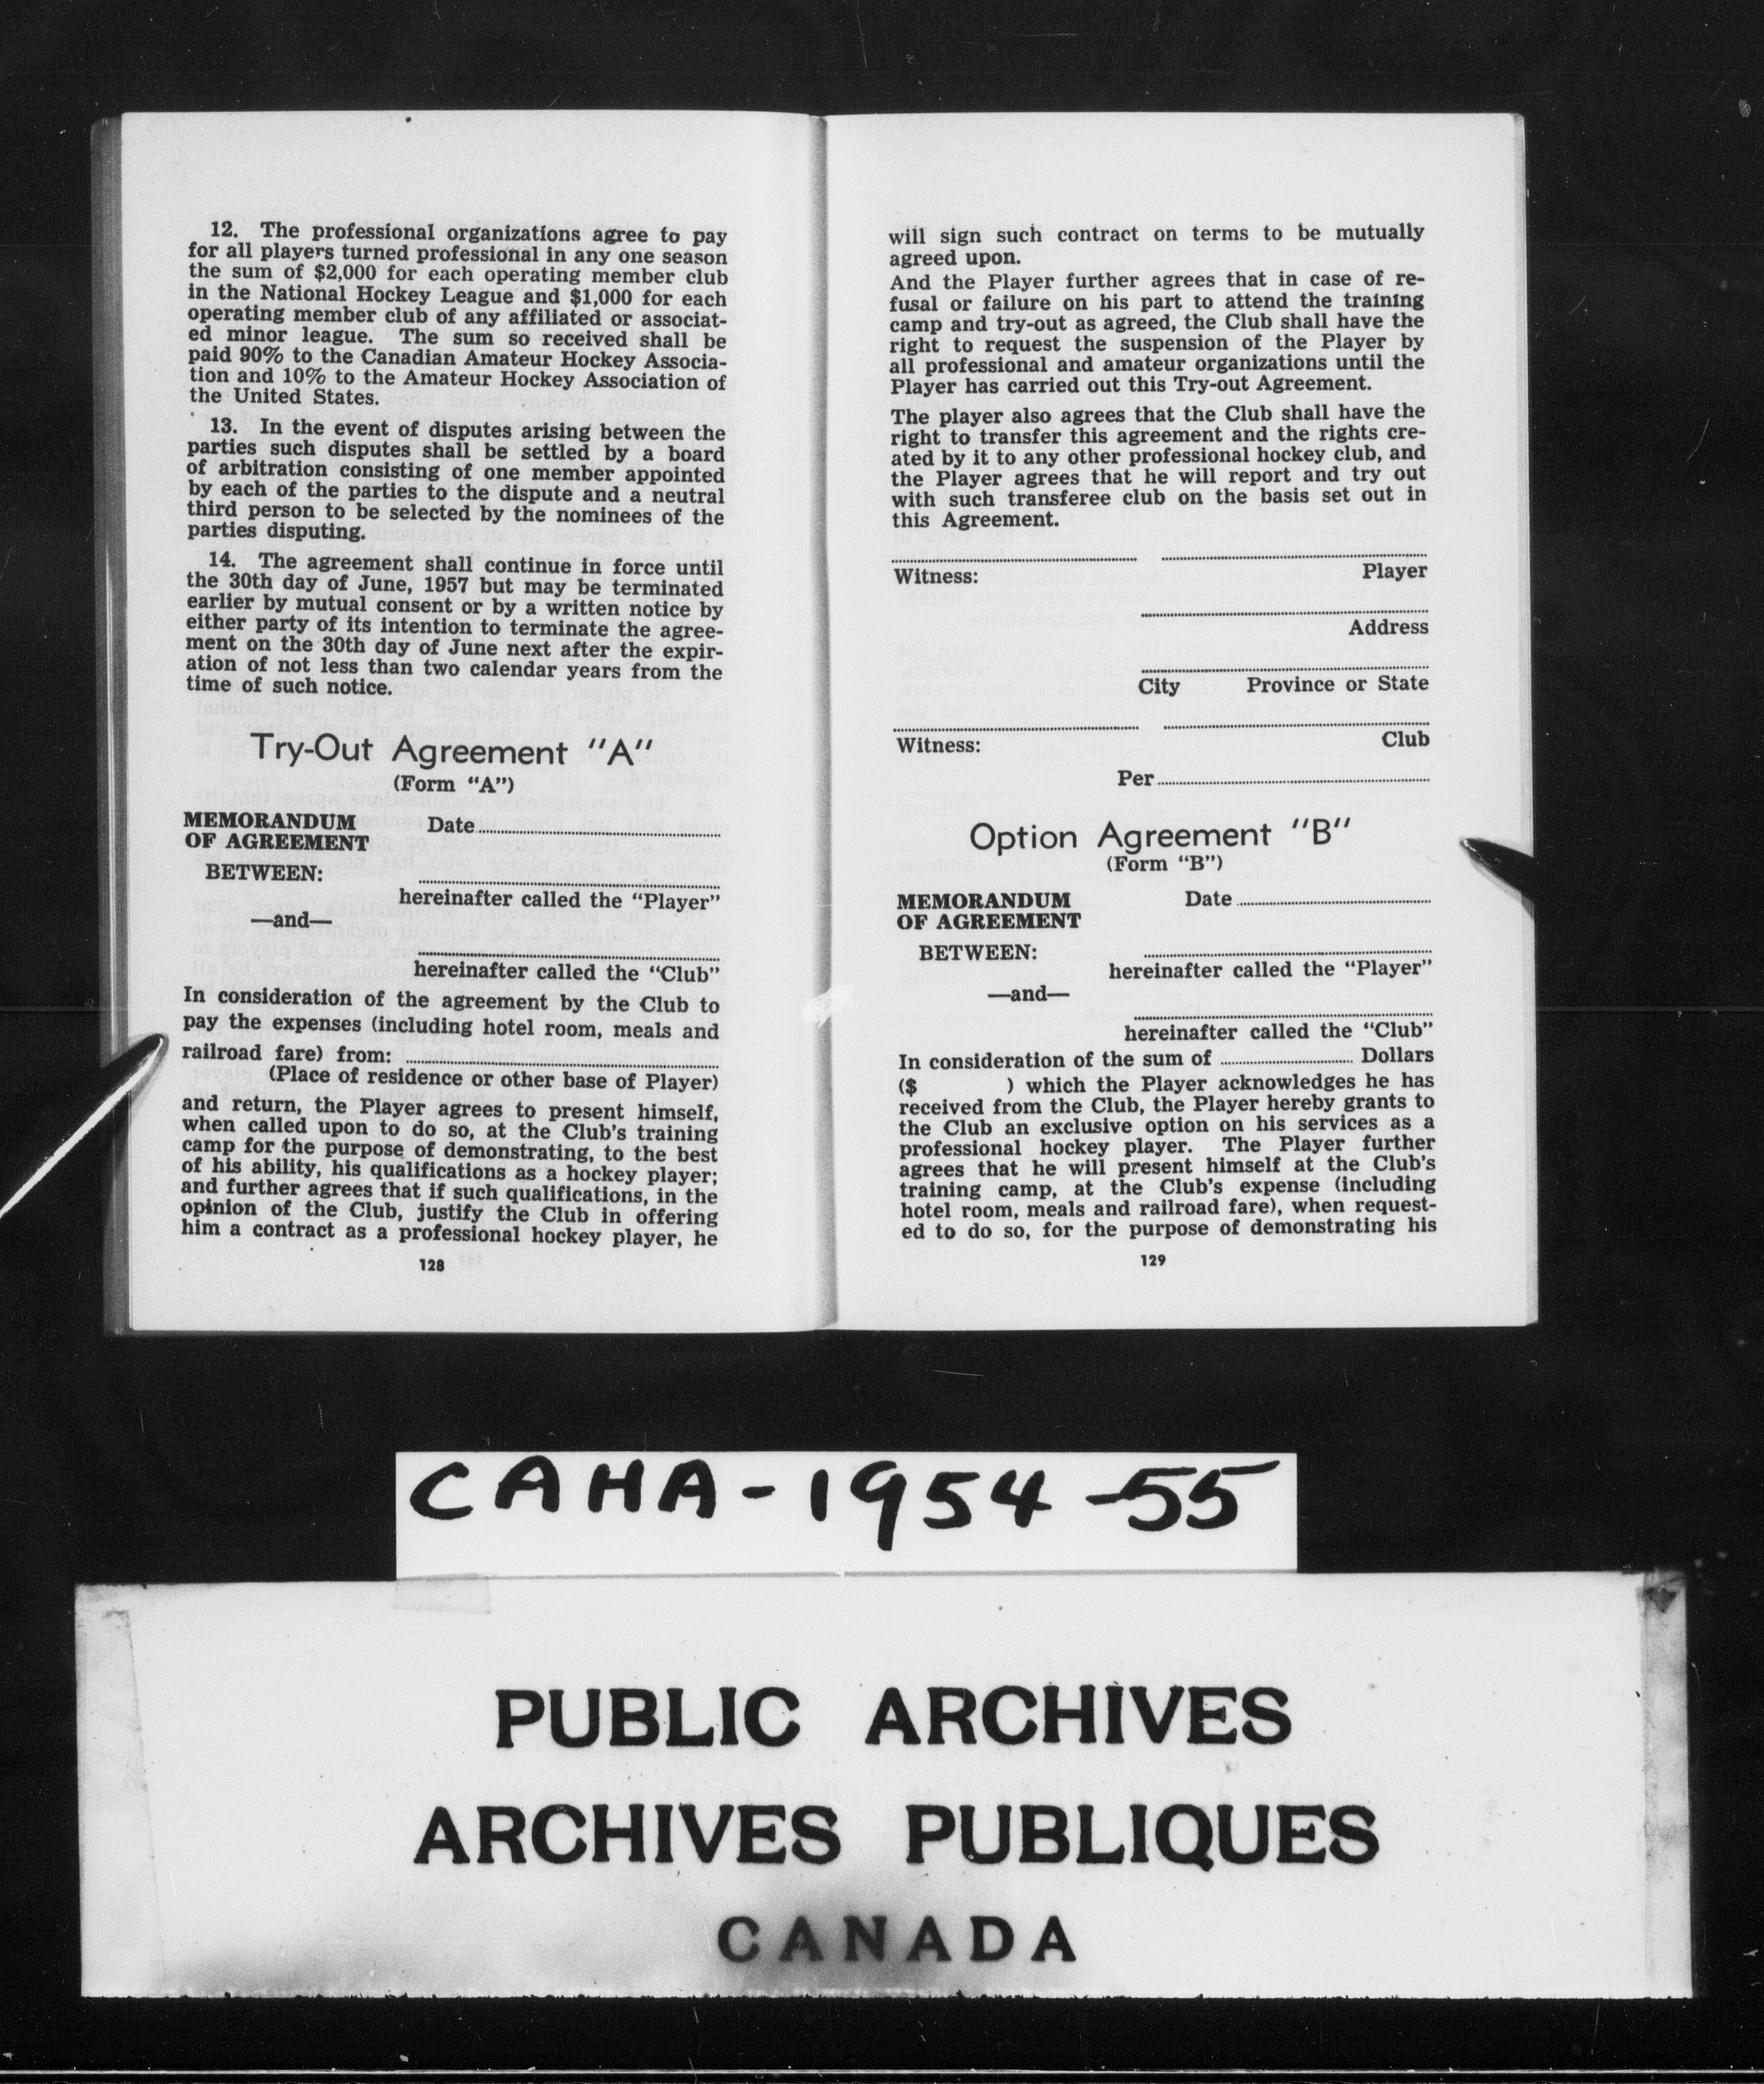 12. The professional organizations agree to pay
for all players turned professional in any one season
the sum of $2,000 for each operating member club
in the National Hockey League and $1,000 for each
operating member club of any affiliated or associat-
ed minor league. The sum so received shall be
paid 90% to the Canadian Amateur Hockey Associa-
tion and 10% to the Amateur Hockey Association of
the United States.
13. In the event of disputes arising between the
parties such disputes shall be settled by a board
of arbitration consisting of one member appointed
by each of the parties to the dispute and a neutral
third person to be selected by the nominees of the
parties disputing.
14. The agreement shall continue in force until
the 30th day of June, 1957 but may be terminated
earlier by mutual consent or by a written notice by
either party of its intention to terminate the agree-
ment on the 30th day of June next after the expir-
ation of not less than two calendar years from the
time of such notice.
Try-Out Agreement "A"
(Form "A")
MEMORANDUM
OF AGREEMENT
Date
BETWEEN:
hereinafter called the "Player"
—and—
hereinafter called the "Club"
In consideration of the agreement by the Club to
pay the expenses (including hotel room, meals and
railroad fare) from:
(Place of residence or other base of Player)
and return, the Player agrees to present himself,
when called upon to do so, at the Club's training
camp for the purpose of demonstrating, to the best
of his ability, his qualifications as a hockey player;
and further agrees that if such qualifications, in the
opinion of the Club, justify the Club in offering
him a contract as a professional hockey player, he
128
will sign such contract on terms to be mutually
agreed upon.
And the Player further agrees that in case of re-
fusal or failure on his part to attend the training
camp and try-out as agreed, the Club shall have the
right to request the suspension of the Player by
all professional and amateur organizations until the
Player has carried out this Try-out Agreement.
The player also agrees that the Club shall have the
right to transfer this agreement and the rights cre-
ated by it to any other professional hockey club, and
the Player agrees that he will report and try out
with such transferee club on the basis set out in
this Agreement.
Witness: Player
Address
City Province or State
Witness: Club
Per
Option Agreement "B"
(Form "B")
MEMORANDUM
OF AGREEMENT
Date
BETWEEN:
hereinafter called the "Player"
—and—
hereinafter called the "Club"
In consideration of the sum of Dollars
($ ) which the Player acknowledges he has
received from the Club, the Player hereby grants to
the Club an exclusive option on his services as a
professional hockey player. The Player further
agrees that he will present himself at the Club's
training camp, at the Club's expense (including
hotel room, meals and railroad fare), when request-
ed to do so, for the purpose of demonstrating his
129
CAHA-1954-55
PUBLIC ARCHIVES
ARCHIVES PUBLIQUES
CANADA